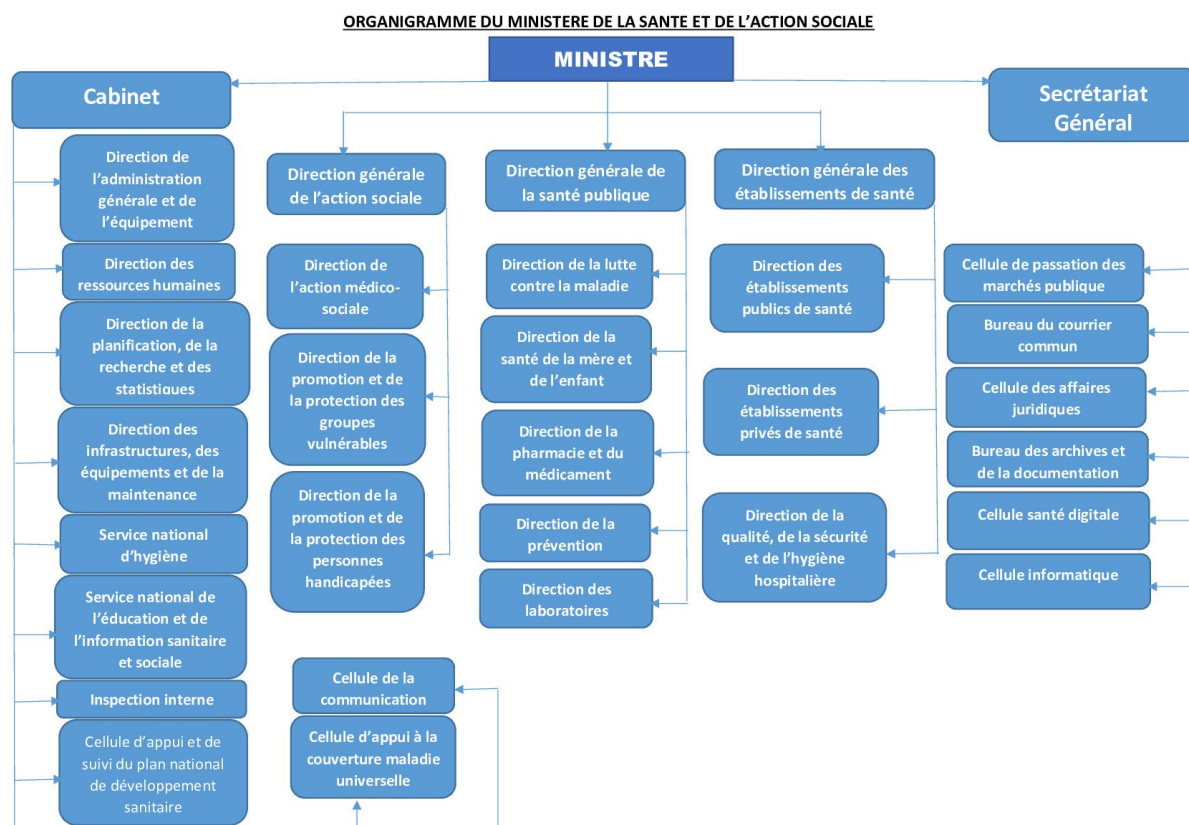 ORGANIGRAMME DU MINISTERE DE LA SANTE ET DE L’ACTION SOCIALE
MINISTRE
Cabinet
Secrétariat
Général
Direction de
l’administration
générale et de
l’équipement
Direction des
ressources humaines
Direction de la
planification, de la
recherche et des
statistiques
Direction des
infrastructures, des
équipements et de la
maintenance
Service national
d’hygiène
Service national de
l’éducation et de
l’information sanitaire
et sociale
Inspection interne
Cellule d’appui et de
suivi du plan national
de développement
sanitaire
Direction générale
de l’action sociale
Direction de
l’action médico-
sociale
Direction de la
promotion et de
la protection des
groupes
vulnérables
Direction de la
promotion et de
la protection des
personnes
handicapées
Cellule de la
communication
Cellule d’appui à la
couverture maladie
universelle
Direction générale de
la santé publique
Direction de la lutte
contre la maladie
Direction de la
santé de la mère et
de l’enfant
Direction de la
pharmacie et du
médicament
Direction de la
prévention
Direction des
laboratoires
Direction générale des
établissements de santé
Direction des
établissements
publics de santé
Direction des
établissements
privés de santé
Direction de la
qualité, de la sécurité
et de l’hygiène
hospitalière
Cellule de passation des
marchés publique
Bureau du courrier
commun
Cellule des affaires
juridiques
Bureau des archives et
de la documentation
Cellule santé digitale
Cellule informatique